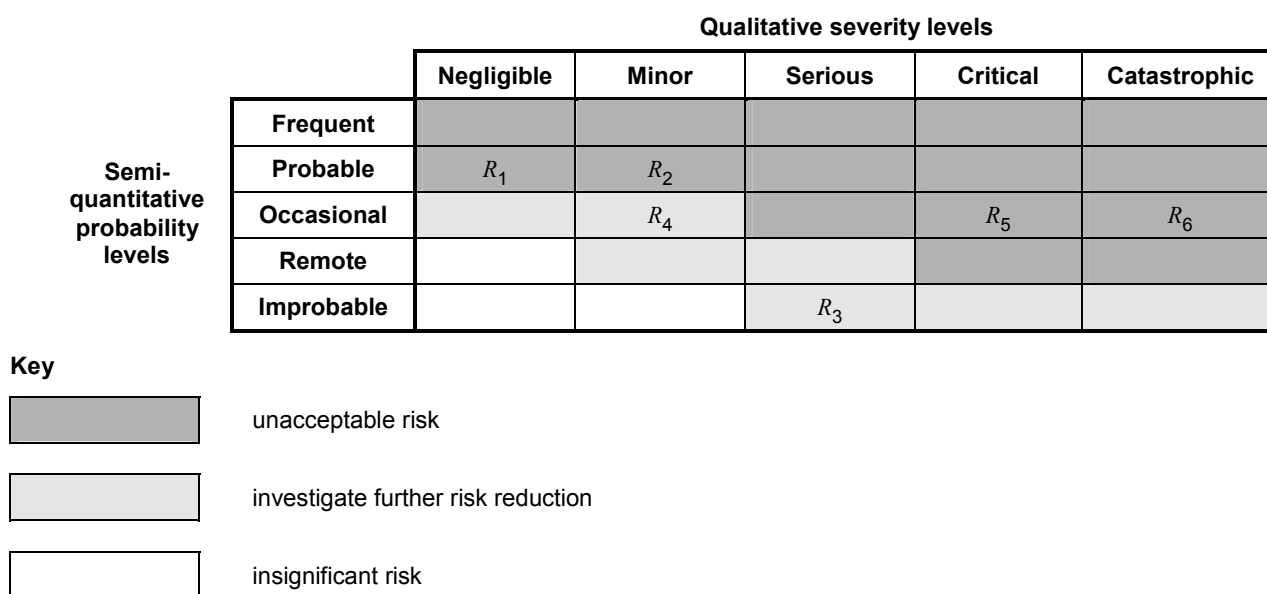 Qualitative severity levels
Negligible Minor Serious Critical Catastrophic
Semi-
quantitative
probability
levels
Frequent
Probable R1 R2
Occasional R4 R5 R6
Remote
Improbable R3
Key
unacceptable risk
investigate further risk reduction
insignificant risk